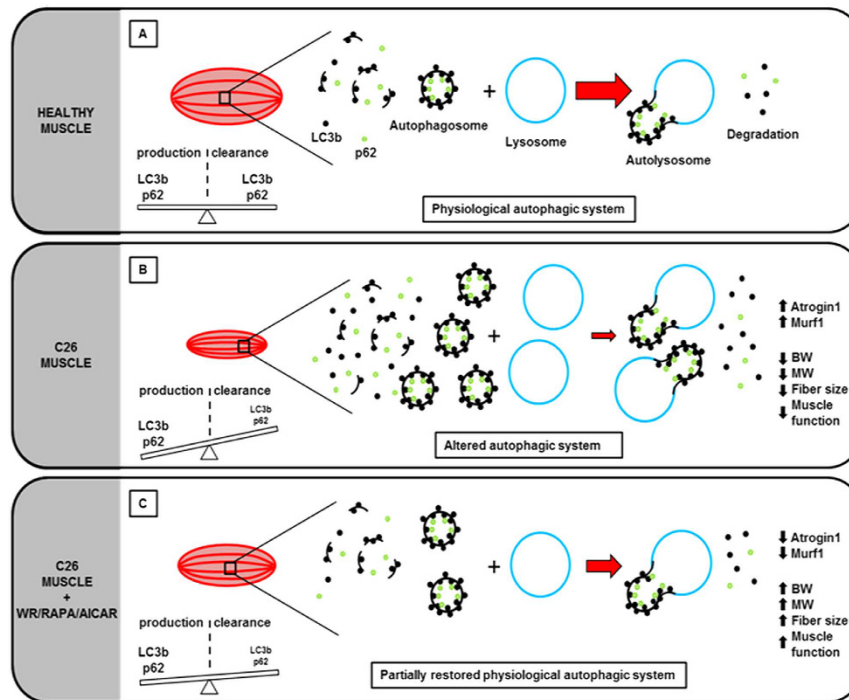 HEALTHY
MUSCLE
A
LC3b
p62
Autophagosome
+
Lysosome
Autolysosome
Degradation
production
clearance
LC3b
p62
LC3b
p62
Physiological autophagic system
C26
MUSCLE
B
+
production
clearance
LC3b
p62
LC3b
p62
Altered autophagic system
Atrogin1
Murf1
BW
MW
Fiber size
Muscle
function
C26
MUSCLE
+
WR/RAPA/AICAR
C
+
production
clearance
LC3b
p62
LC3b
p62
Partially restored physiological autophagic system
Atrogin1
Murf1
BW
MW
Fiber size
Muscle
function